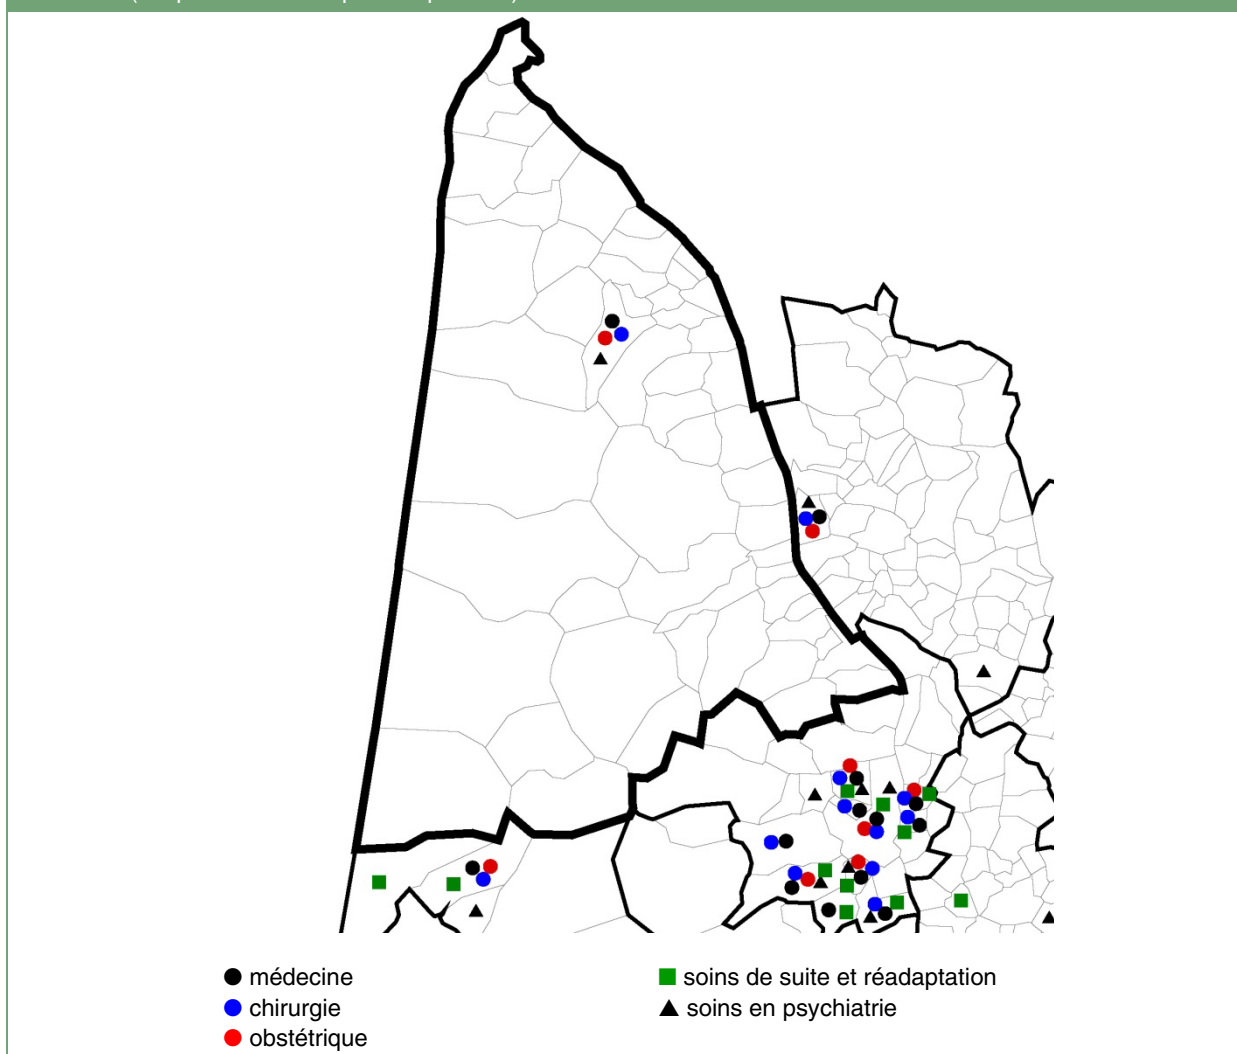 médecine
chirurgie
obstétrique
soins de suite et réadaptation
soins en psychiatrie